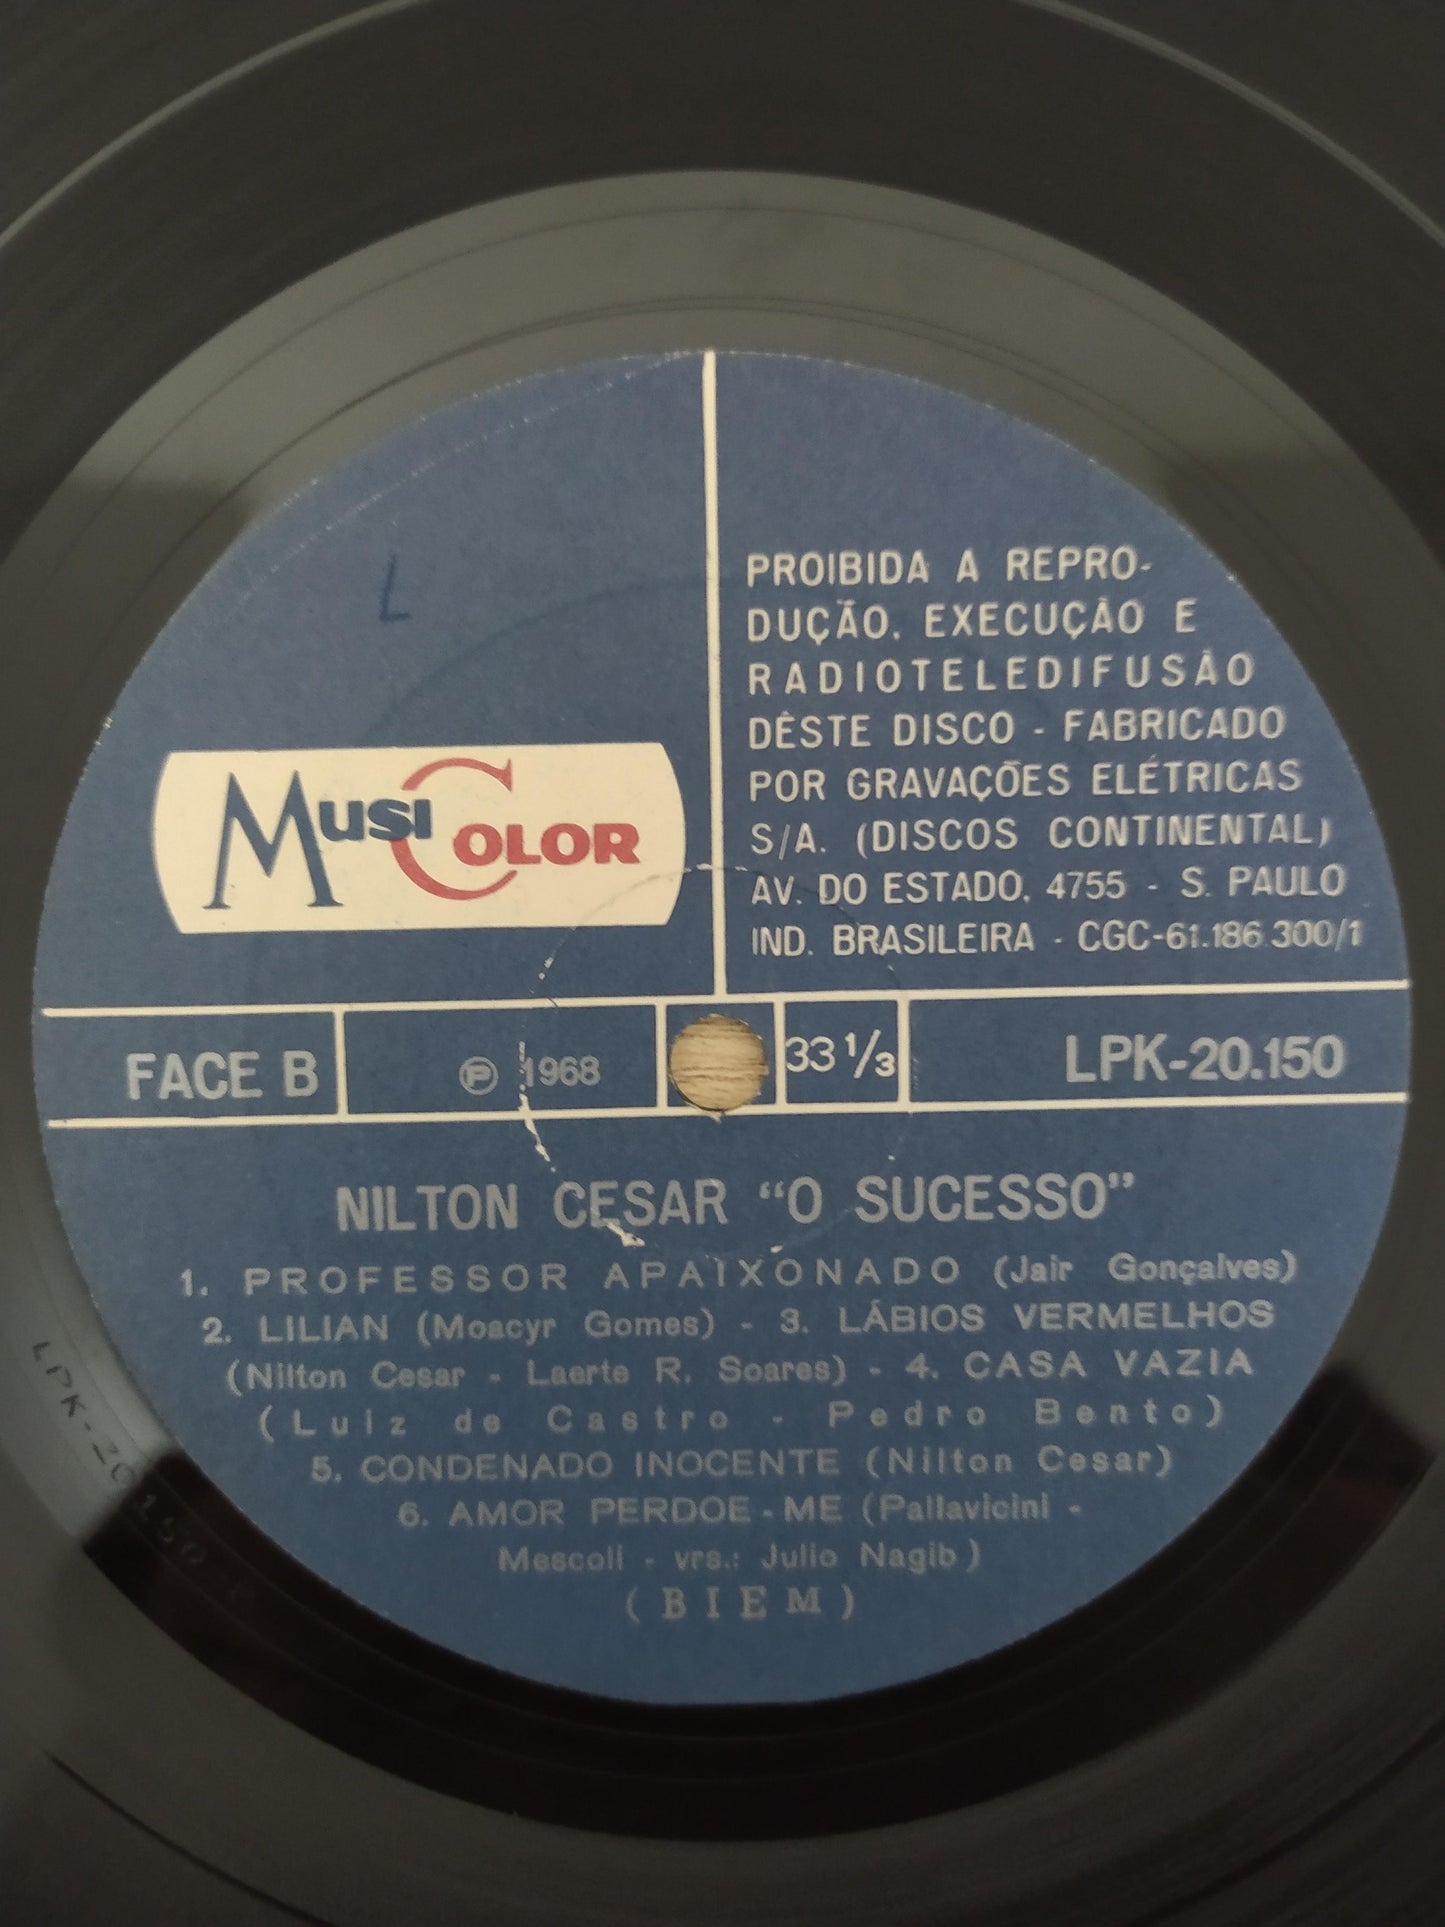 L
PROIBIDA A REPRO-
DUÇÃO, EXECUÇÃO E
RADIOTELEDIFUSÃO
DÊSTE DISCO - FABRICADO
POR GRAVAÇÕES ELÉTRICAS
S/A. (DISCOS CONTINENTAL)
AV. DO ESTADO, 4755 - S. PAULO
IND. BRASILEIRA - CGC-61.186.300/1
MUSICOLOR
FACE B
Ⓟ 1968
33 1/3
LPK-20.150
NILTON CESAR "O SUCESSO"
1. PROFESSOR APAIXONADO (Jair Gonçalves)
2. LILIAN (Moacyr Gomes) - 3. LÁBIOS VERMELHOS
(Nilton Cesar - Laerte R. Soares) - 4. CASA VAZIA
(Luiz de Castro - Pedro Bento)
5. CONDENADO INOCENTE (Nilton Cesar)
6. AMOR PERDOE-ME (Pallavicini -
Mescoli - vrs.: Julio Nagib)
(BIEM)
LPK-20150